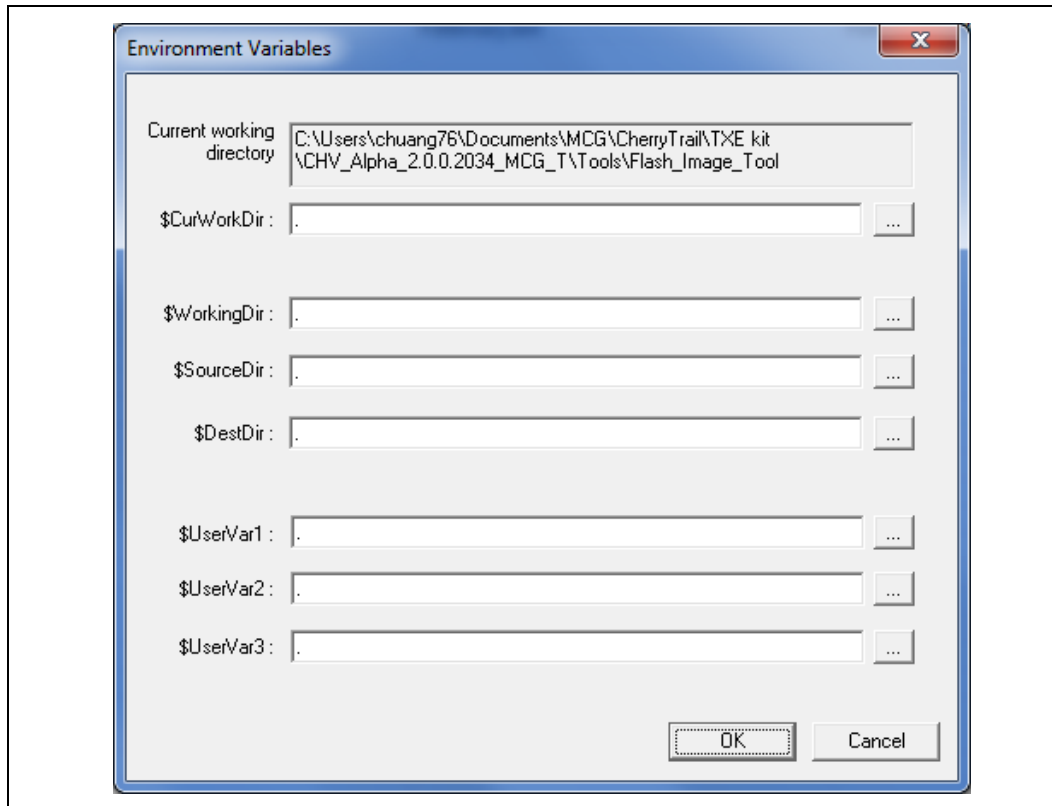 Environment Variables
Current working
directory
C:\Users\chuang76\Documents\MCG\CherryTrail\TXE kit
\CHV_Alpha_2.0.0.2034_MCG_T\Tools\Flash_Image_Tool
$CurWorkDir : . ...
$WorkingDir : . ...
$SourceDir : . ...
$DestDir : . ...
$UserVar1 : . ...
$UserVar2 : . ...
$UserVar3 : . ...
OK Cancel